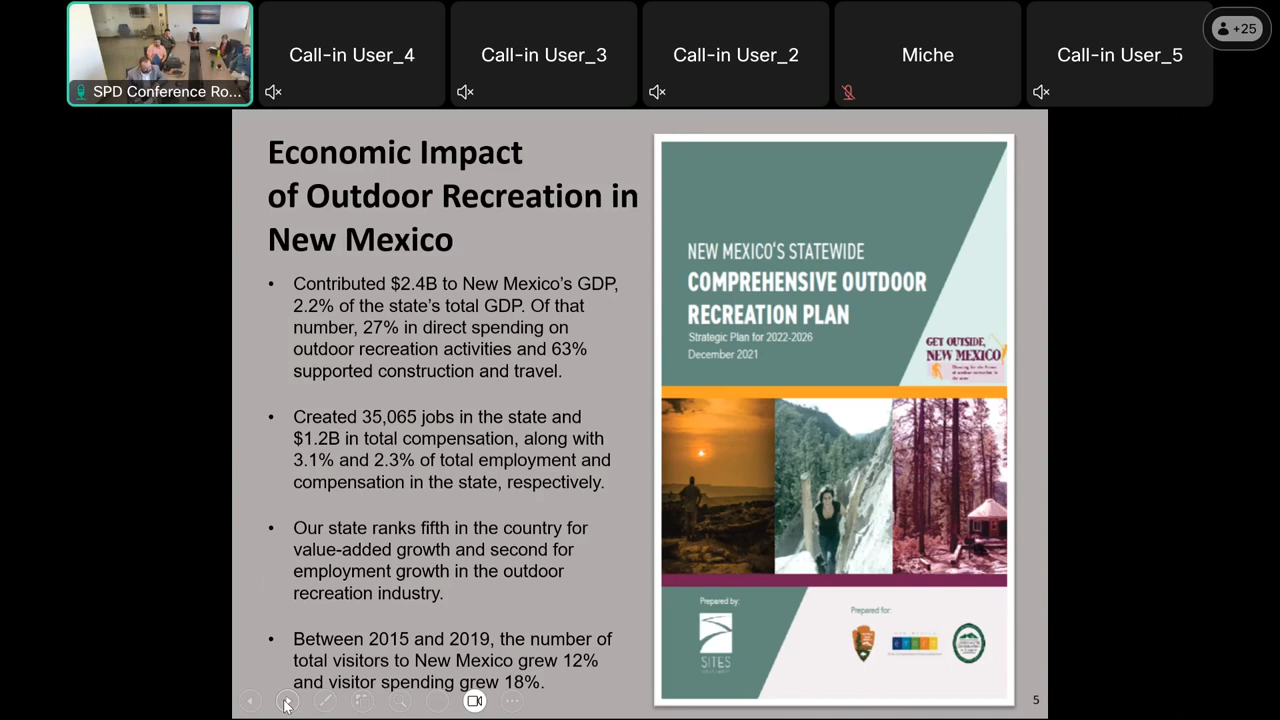 SPD Conference Ro...
Call-in User_4
Call-in User_3
Call-in User_2
Miche
Call-in User_5
+25
Economic Impact
of Outdoor Recreation in
New Mexico
• Contributed $2.4B to New Mexico's GDP,
2.2% of the state's total GDP. Of that
number, 27% in direct spending on
outdoor recreation activities and 63%
supported construction and travel.
• Created 35,065 jobs in the state and
$1.2B in total compensation, along with
3.1% and 2.3% of total employment and
compensation in the state, respectively.
• Our state ranks fifth in the country for
value-added growth and second for
employment growth in the outdoor
recreation industry.
• Between 2015 and 2019, the number of
total visitors to New Mexico grew 12%
and visitor spending grew 18%.
NEW MEXICO'S STATEWIDE
COMPREHENSIVE OUTDOOR
RECREATION PLAN
Strategic Plan for 2022-2026
December 2021
GET OUTSIDE,
NEW MEXICO
Prepared by:
SITES
Prepared for:
5